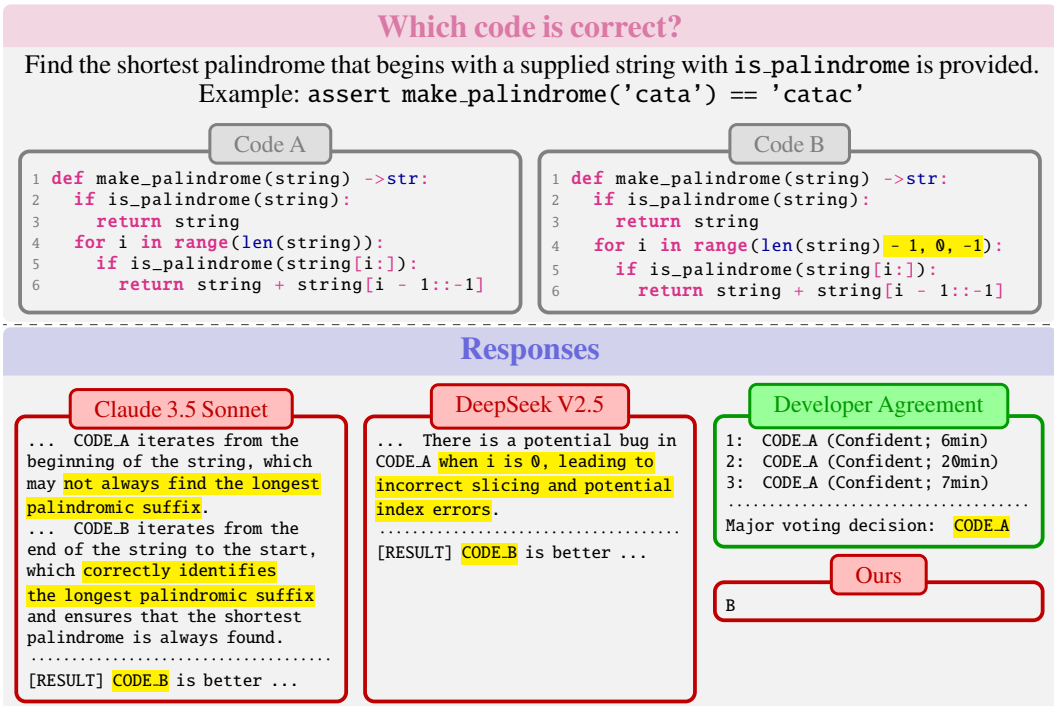 Which code is correct?
Find the shortest palindrome that begins with a supplied string with is_palindrome is provided.
Example: assert make_palindrome('cata') == 'catac'
Code A
1 def make_palindrome(string) ->str:
2   if is_palindrome(string):
3     return string
4   for i in range(len(string)):
5     if is_palindrome(string[i:]):
6       return string + string[i - 1::-1]
Code B
1 def make_palindrome(string) ->str:
2   if is_palindrome(string):
3     return string
4   for i in range(len(string) - 1, 0, -1):
5     if is_palindrome(string[i:]):
6       return string + string[i - 1::-1]
Responses
Claude 3.5 Sonnet
... CODE_A iterates from the
beginning of the string, which
may not always find the longest
palindromic suffix.
... CODE_B iterates from the
end of the string to the start,
which correctly identifies
the longest palindromic suffix
and ensures that the shortest
palindrome is always found.
[RESULT] CODE_B is better ...
DeepSeek V2.5
... There is a potential bug in
CODE_A when i is 0, leading to
incorrect slicing and potential
index errors.
[RESULT] CODE_B is better ...
Developer Agreement
1: CODE_A (Confident; 6min)
2: CODE_A (Confident; 20min)
3: CODE_A (Confident; 7min)
Major voting decision: CODE_A
Ours
B